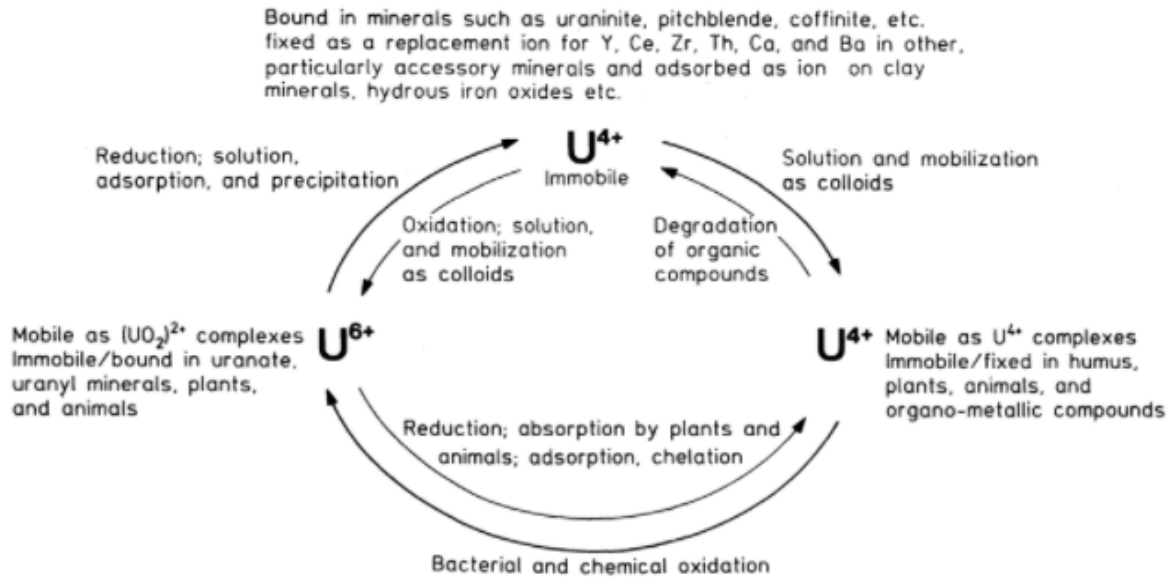 Bound in minerals such as uraninite, pitchblende, coffinite, etc.
fixed as a replacement ion for Y, Ce, Zr, Th, Ca, and Ba in other,
particularly accessory minerals and adsorbed as ion on clay
minerals, hydrous iron oxides etc.
U⁴⁺
Immobile
Reduction; solution,
adsorption, and precipitation
Solution and mobilization
as colloids
Oxidation; solution,
and mobilization
as colloids
Degradation
of organic
compounds
Mobile as (UO₂)²⁺ complexes
Immobile/bound in uranate,
uranyl minerals, plants,
and animals
U⁶⁺
U⁴⁺
Mobile as U⁴⁺ complexes
Immobile/fixed in humus,
plants, animals, and
organo-metallic compounds
Reduction; absorption by plants and
animals; adsorption, chelation
Bacterial and chemical oxidation